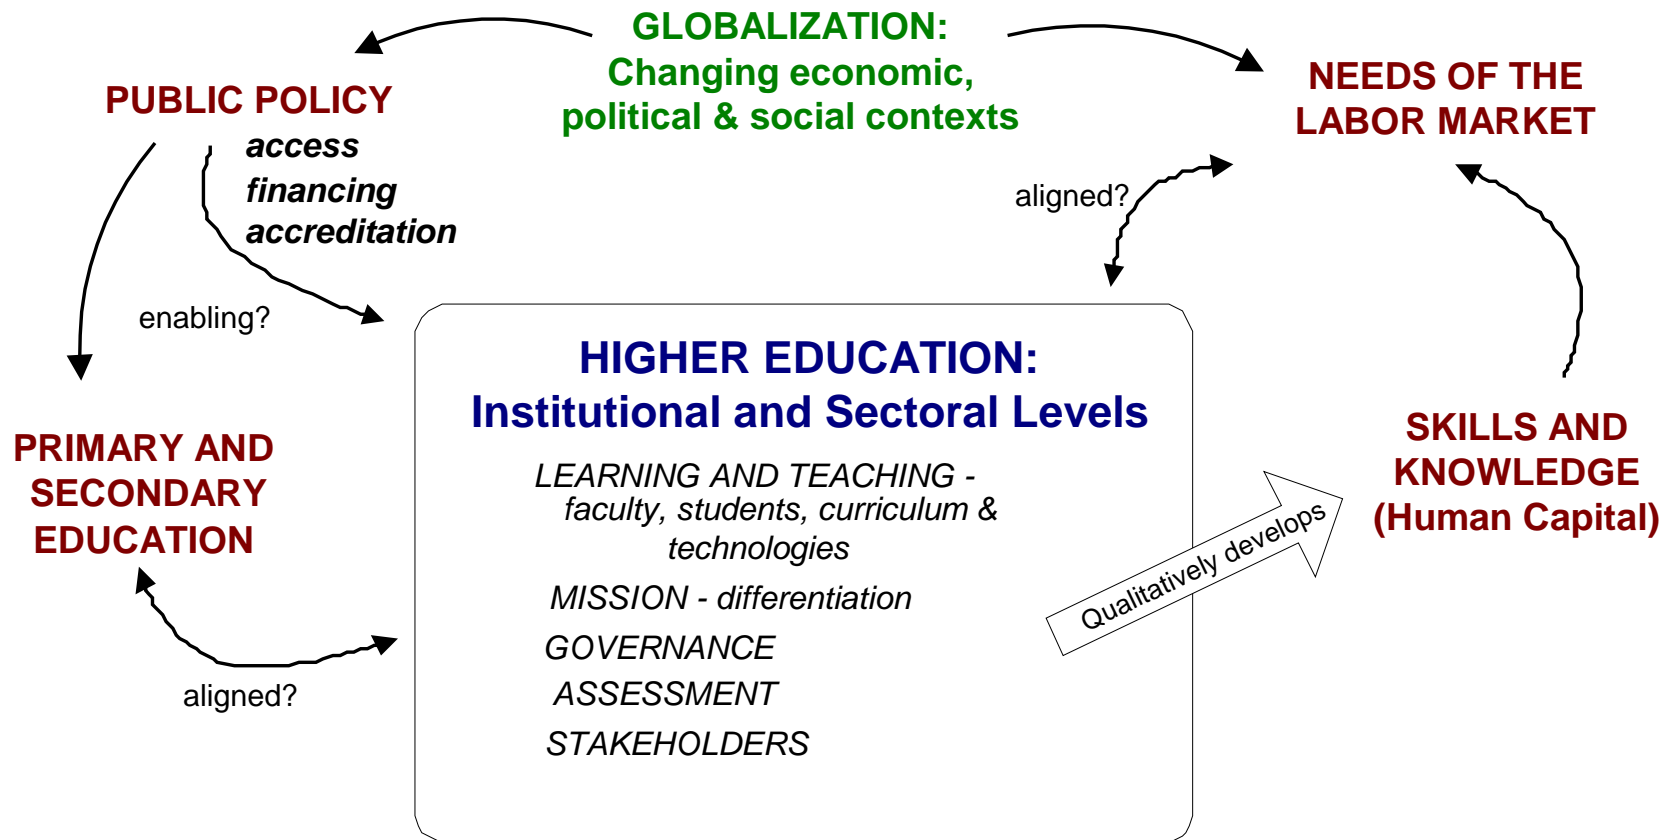 GLOBALIZATION:
Changing economic,
political & social contexts
PUBLIC POLICY
access
financing
accreditation
NEEDS OF THE
LABOR MARKET
aligned?
enabling?
HIGHER EDUCATION:
Institutional and Sectoral Levels
LEARNING AND TEACHING -
faculty, students, curriculum &
technologies
MISSION - differentiation
GOVERNANCE
ASSESSMENT
STAKEHOLDERS
PRIMARY AND
SECONDARY
EDUCATION
aligned?
Qualitatively develops
SKILLS AND
KNOWLEDGE
(Human Capital)